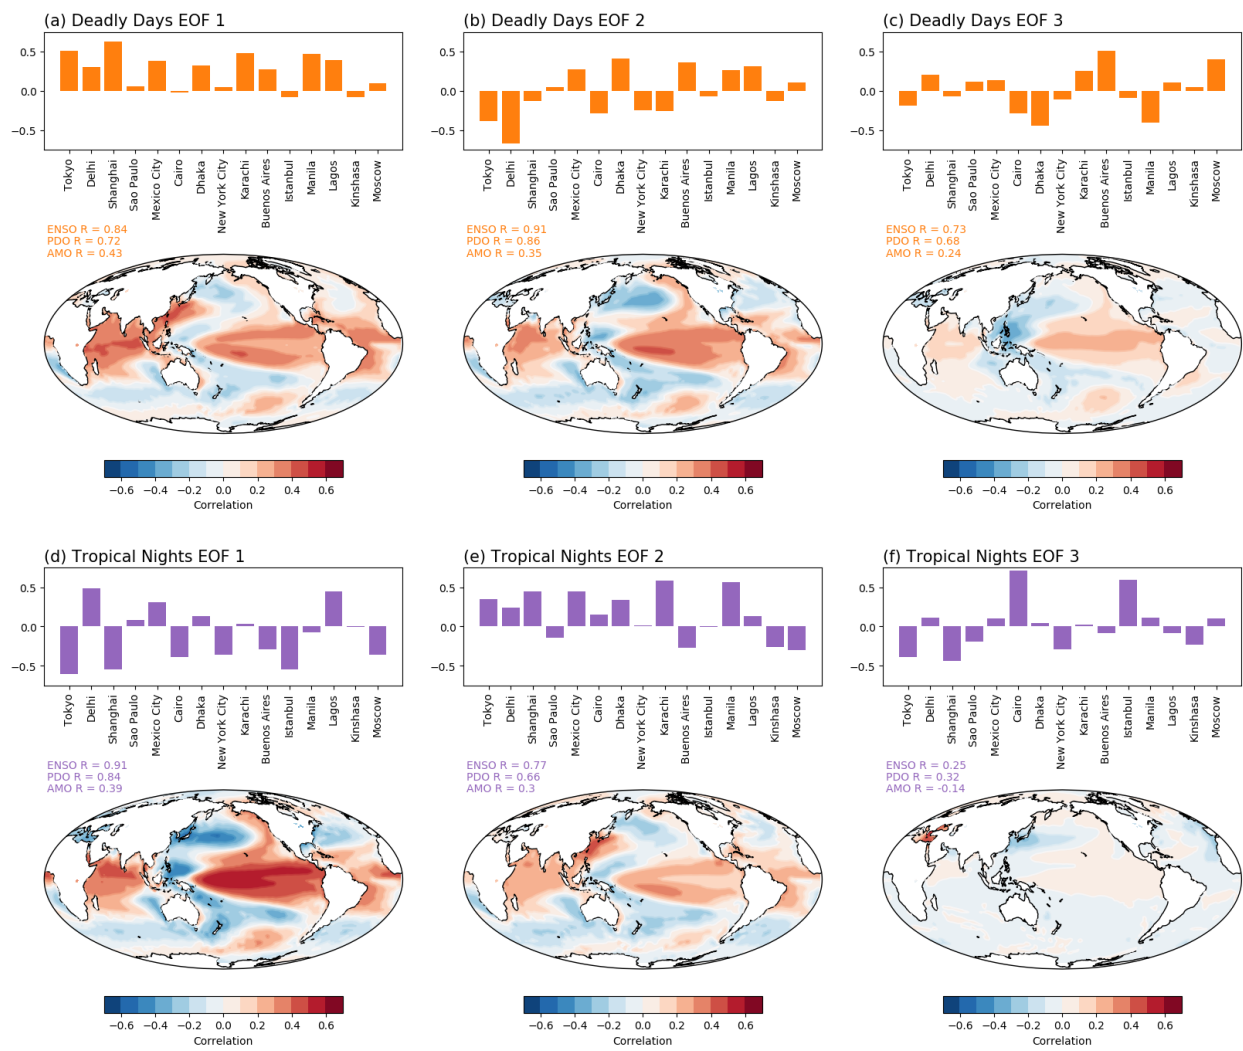 (a) Deadly Days EOF 1
0.5
0.0
−0.5
Tokyo
Delhi
Shanghai
Sao Paulo
Mexico City
Cairo
Dhaka
New York City
Karachi
Buenos Aires
Istanbul
Manila
Lagos
Kinshasa
Moscow
ENSO R = 0.84
PDO R = 0.72
AMO R = 0.43
−0.6 −0.4 −0.2 0.0 0.2 0.4 0.6
Correlation
(b) Deadly Days EOF 2
0.5
0.0
−0.5
Tokyo
Delhi
Shanghai
Sao Paulo
Mexico City
Cairo
Dhaka
New York City
Karachi
Buenos Aires
Istanbul
Manila
Lagos
Kinshasa
Moscow
ENSO R = 0.91
PDO R = 0.86
AMO R = 0.35
−0.6 −0.4 −0.2 0.0 0.2 0.4 0.6
Correlation
(c) Deadly Days EOF 3
0.5
0.0
−0.5
Tokyo
Delhi
Shanghai
Sao Paulo
Mexico City
Cairo
Dhaka
New York City
Karachi
Buenos Aires
Istanbul
Manila
Lagos
Kinshasa
Moscow
ENSO R = 0.73
PDO R = 0.68
AMO R = 0.24
−0.6 −0.4 −0.2 0.0 0.2 0.4 0.6
Correlation
(d) Tropical Nights EOF 1
0.5
0.0
−0.5
Tokyo
Delhi
Shanghai
Sao Paulo
Mexico City
Cairo
Dhaka
New York City
Karachi
Buenos Aires
Istanbul
Manila
Lagos
Kinshasa
Moscow
ENSO R = 0.91
PDO R = 0.84
AMO R = 0.39
−0.6 −0.4 −0.2 0.0 0.2 0.4 0.6
Correlation
(e) Tropical Nights EOF 2
0.5
0.0
−0.5
Tokyo
Delhi
Shanghai
Sao Paulo
Mexico City
Cairo
Dhaka
New York City
Karachi
Buenos Aires
Istanbul
Manila
Lagos
Kinshasa
Moscow
ENSO R = 0.77
PDO R = 0.66
AMO R = 0.3
−0.6 −0.4 −0.2 0.0 0.2 0.4 0.6
Correlation
(f) Tropical Nights EOF 3
0.5
0.0
−0.5
Tokyo
Delhi
Shanghai
Sao Paulo
Mexico City
Cairo
Dhaka
New York City
Karachi
Buenos Aires
Istanbul
Manila
Lagos
Kinshasa
Moscow
ENSO R = 0.25
PDO R = 0.32
AMO R = -0.14
−0.6 −0.4 −0.2 0.0 0.2 0.4 0.6
Correlation